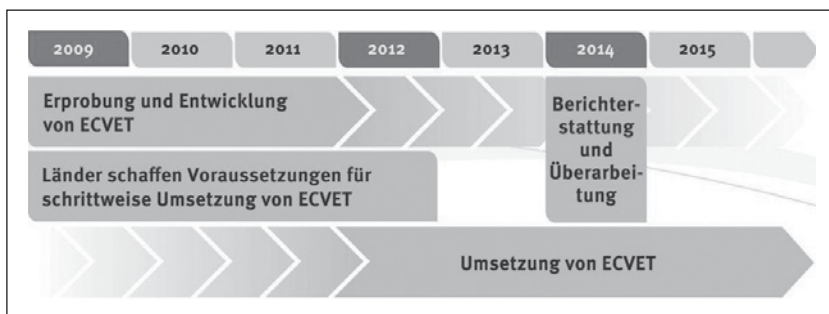 2009 2010 2011 2012 2013 2014 2015
Erprobung und Entwicklung
von ECVET
Berichter-
stattung
und
Überarbei-
tung
Länder schaffen Voraussetzungen für
schrittweise Umsetzung von ECVET
Umsetzung von ECVET